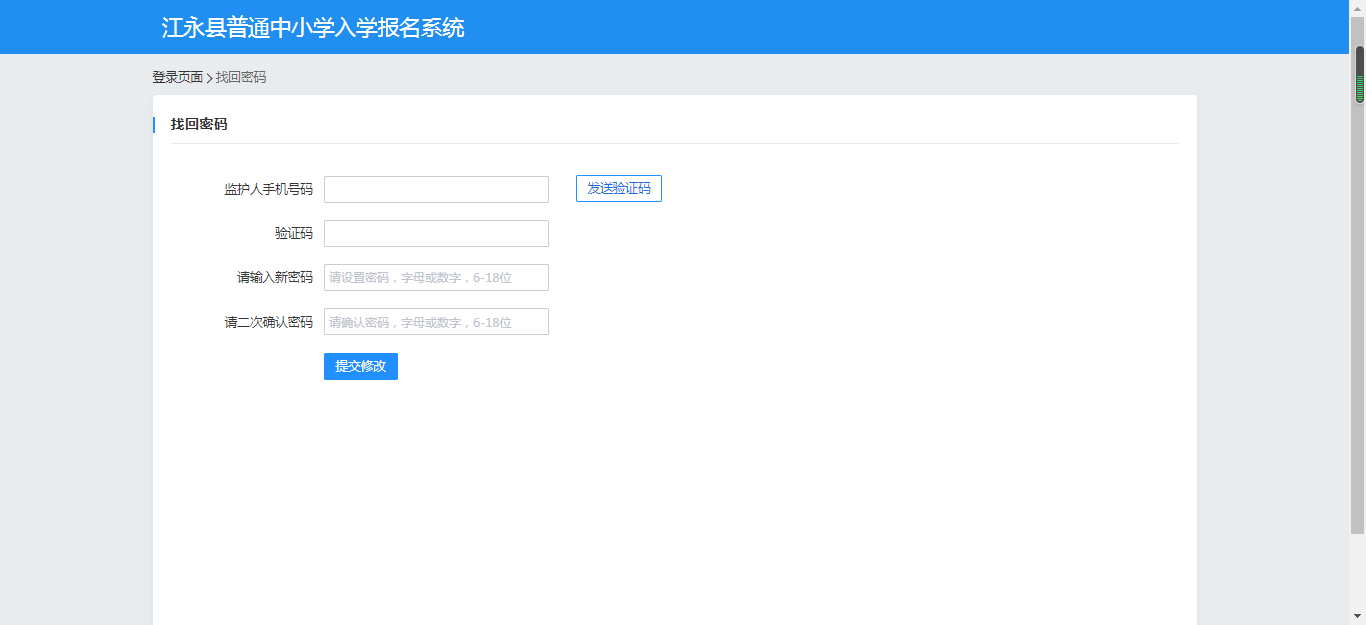 江永县普通中小学入学报名系统
登录页面 > 找回密码
找回密码
监护人手机号码 发送验证码
验证码
请输入新密码 请设置密码，字母或数字，6-18位
请二次确认密码 请确认密码，字母或数字，6-18位
提交修改